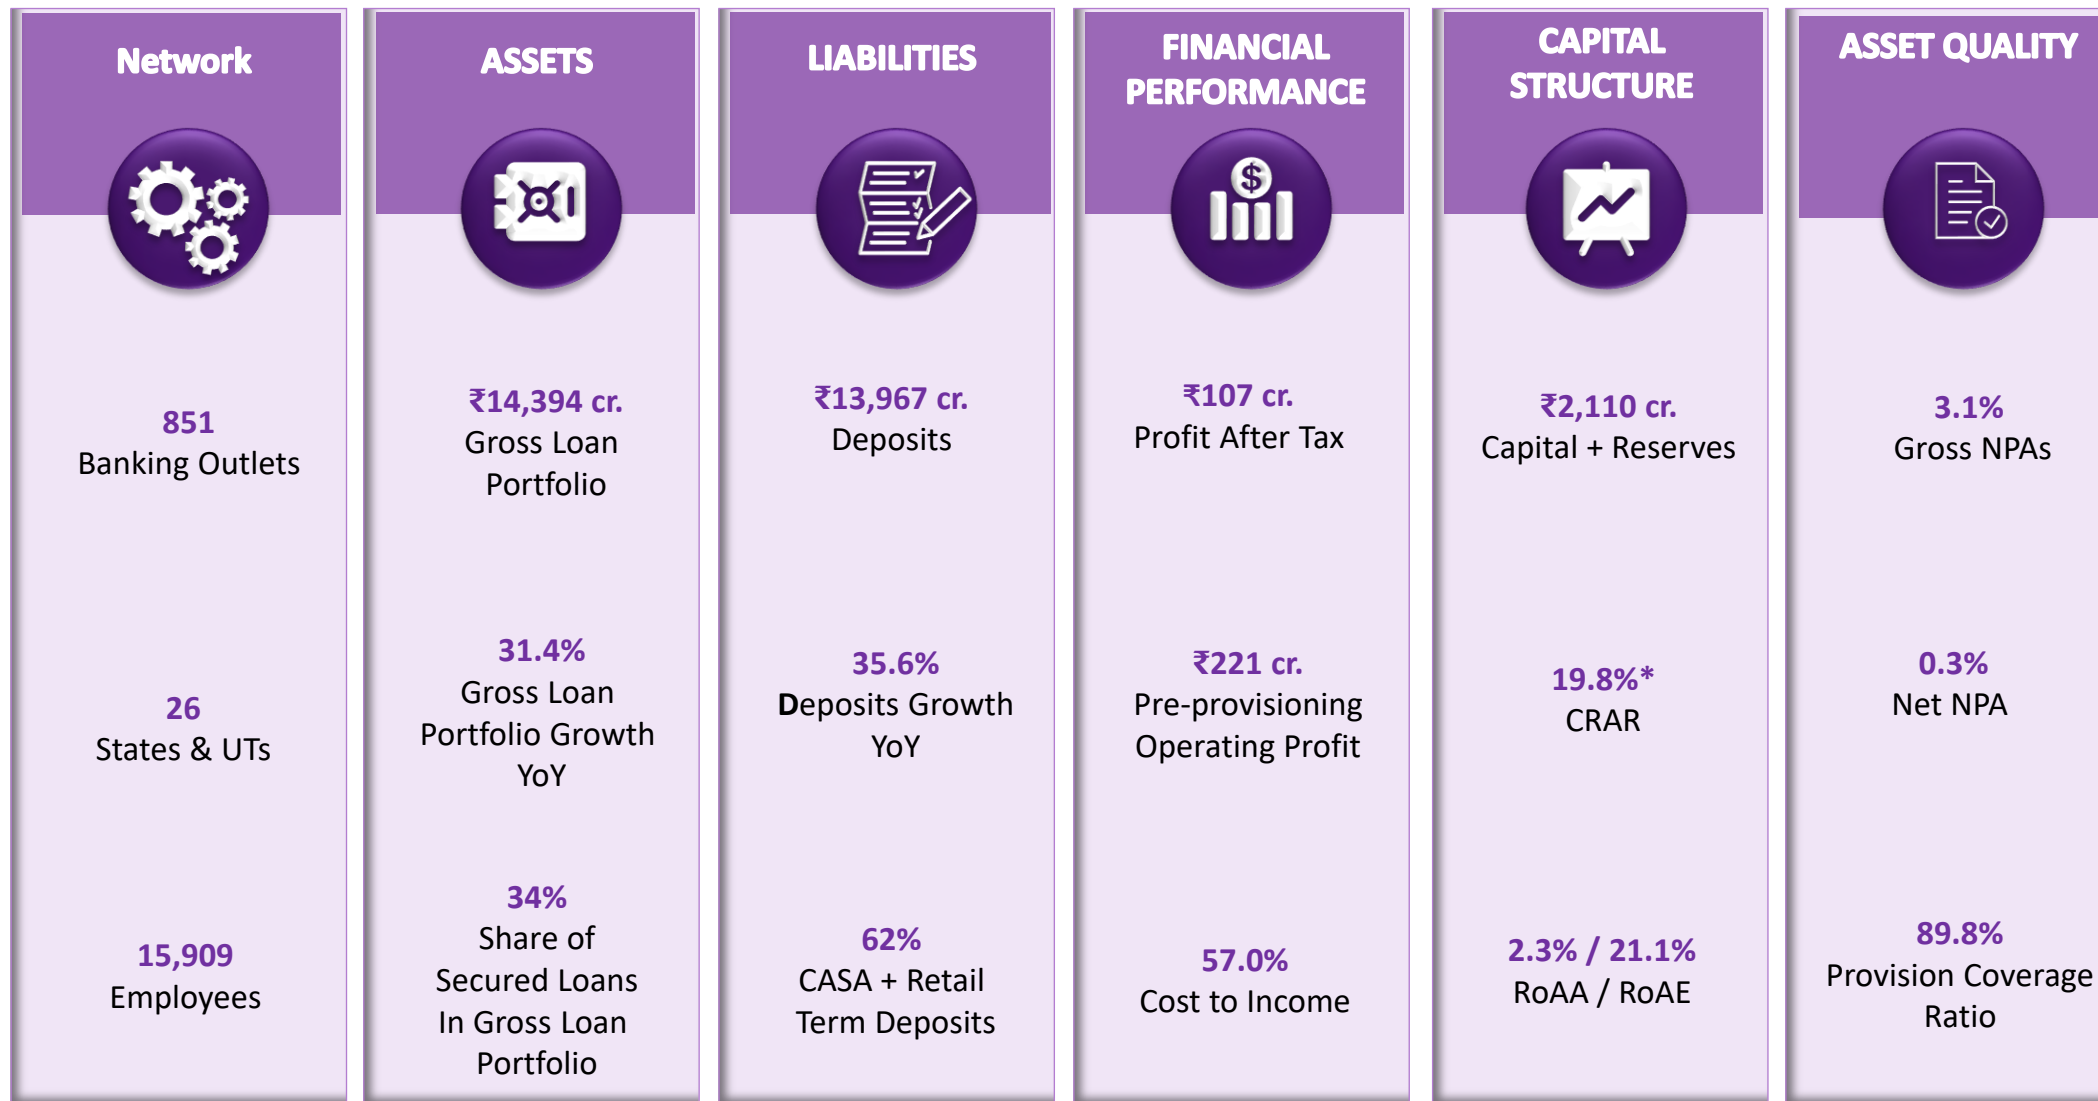 Network
851
Banking Outlets
26
States & UTs
15,909
Employees
ASSETS
₹14,394 cr.
Gross Loan
Portfolio
31.4%
Gross Loan
Portfolio Growth
YoY
34%
Share of
Secured Loans
In Gross Loan
Portfolio
LIABILITIES
₹13,967 cr.
Deposits
35.6%
Deposits Growth
YoY
62%
CASA + Retail
Term Deposits
FINANCIAL
PERFORMANCE
$
₹107 cr.
Profit After Tax
₹221 cr.
Pre-provisioning
Operating Profit
57.0%
Cost to Income
CAPITAL
STRUCTURE
₹2,110 cr.
Capital + Reserves
19.8%*
CRAR
2.3% / 21.1%
RoAA / RoAE
ASSET QUALITY
3.1%
Gross NPAs
0.3%
Net NPA
89.8%
Provision Coverage
Ratio